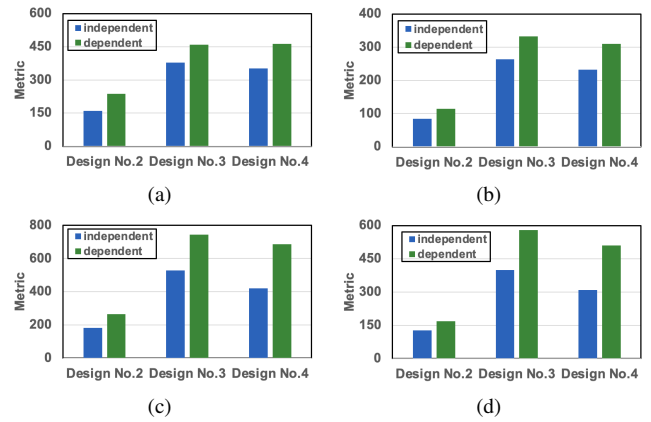 600
450
300
150
0
Metric
independent
dependent
Design No.2 Design No.3 Design No.4
(a)
400
300
200
100
0
Metric
independent
dependent
Design No.2 Design No.3 Design No.4
(b)
800
600
400
200
0
Metric
independent
dependent
Design No.2 Design No.3 Design No.4
(c)
600
450
300
150
0
Metric
independent
dependent
Design No.2 Design No.3 Design No.4
(d)